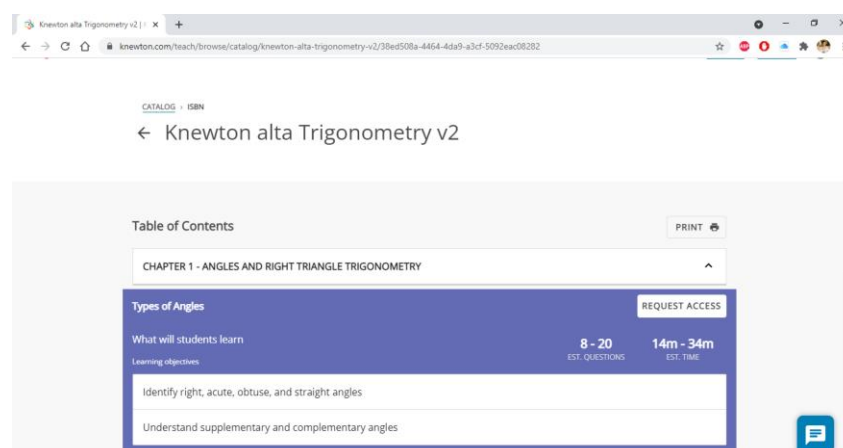 Knewton alta Trigonometry v2 |
knewton.com/teach/browse/catalog/knewton-alta-trigonometry-v2/38ed508a-4464-4da9-a3cf-5092eac08282
CATALOG › ISBN
← Knewton alta Trigonometry v2
Table of Contents
PRINT
CHAPTER 1 - ANGLES AND RIGHT TRIANGLE TRIGONOMETRY
Types of Angles
REQUEST ACCESS
What will students learn
8 - 20
14m - 34m
Learning objectives
EST. QUESTIONS
EST. TIME
Identify right, acute, obtuse, and straight angles
Understand supplementary and complementary angles